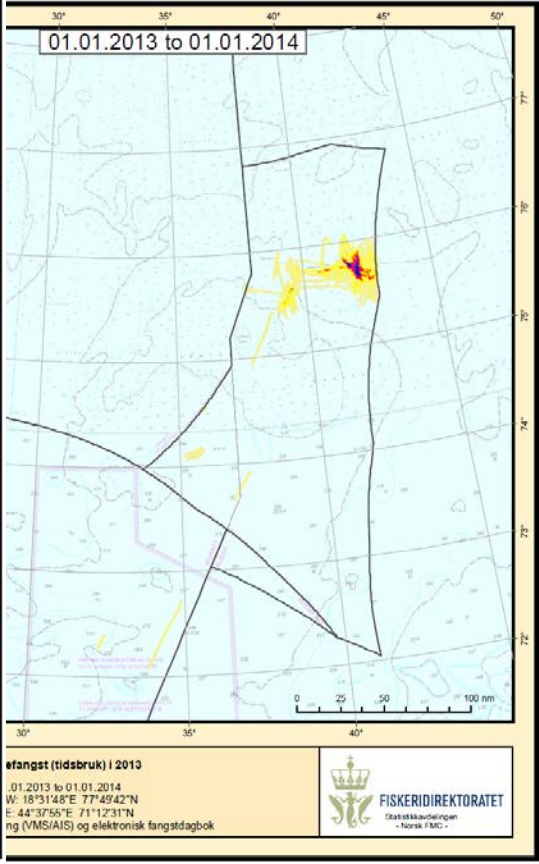 30° 35° 40° 45° 50°
01.01.2013 to 01.01.2014
77°
76°
75°
74°
73°
72°
0 25 50 100 nm
30° 35° 40°
efangst (tidsbruk) i 2013
.01.2013 to 01.01.2014
W: 18°31'48"E 77°49'42"N
E: 44°37'55"E 71°12'31"N
ng (VMS/AIS) og elektronisk fangstdagbok
FISKERIDIREKTORATET
Statistikkavdelingen
- Norsk FMC -